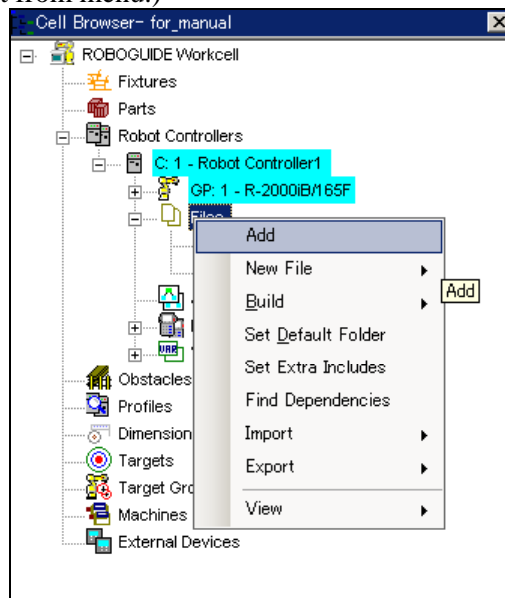 from menu.)
Cell Browser- for_manual
ROBOGUIDE Workcell
Fixtures
Parts
Robot Controllers
C: 1 - Robot Controller1
GP: 1 - R-2000iB/165F
Files
Add
New File
Add
Build
Set Default Folder
Set Extra Includes
Obstacles
Find Dependencies
Profiles
Dimension
Import
Targets
Export
Target Gro
Machines
View
External Devices